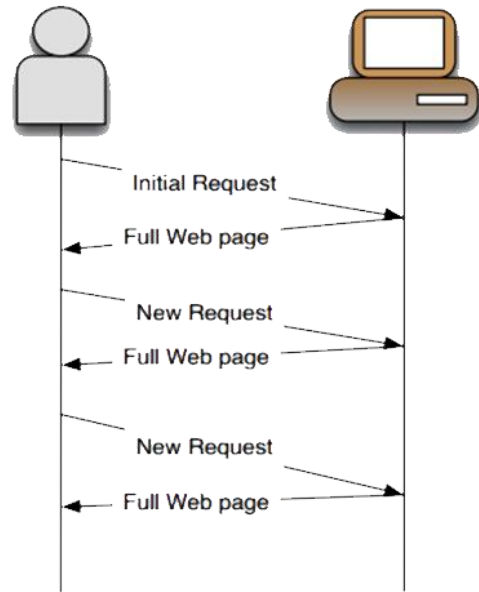 Initial Request
Full Web page
New Request
Full Web page
New Request
Full Web page